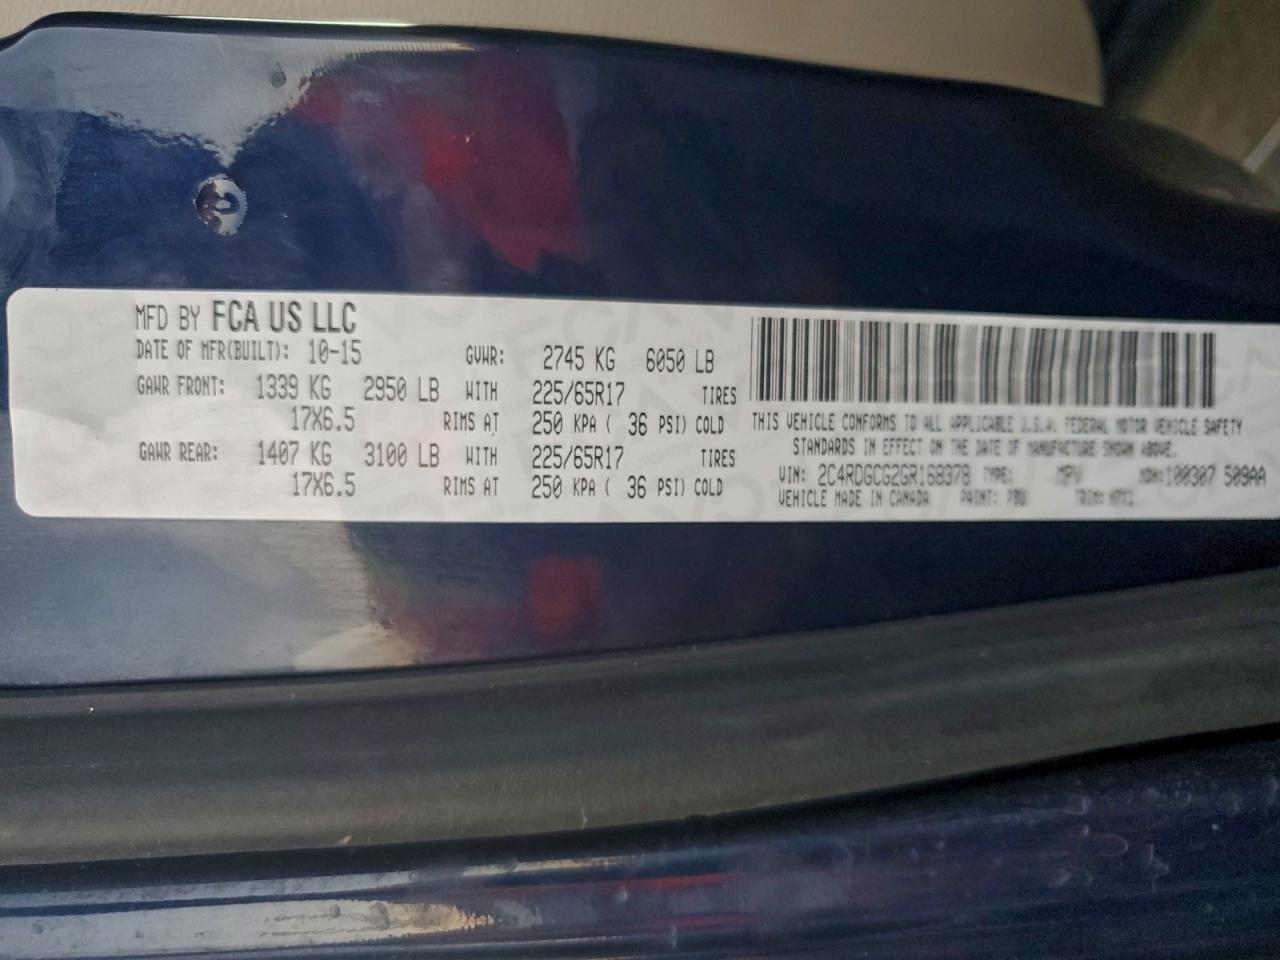 MFD BY FCA US LLC
DATE OF MFR(BUILT): 10-15 GVWR: 2745 KG 6050 LB
GAWR FRONT: 1339 KG 2950 LB WITH 225/65R17 TIRES
17X6.5 RIMS AT 250 KPA ( 36 PSI) COLD
GAWR REAR: 1407 KG 3100 LB WITH 225/65R17 TIRES
17X6.5 RIMS AT 250 KPA ( 36 PSI) COLD
THIS VEHICLE CONFORMS TO ALL APPLICABLE U.S.A. FEDERAL MOTOR VEHICLE SAFETY
STANDARDS IN EFFECT ON THE DATE OF MANUFACTURE SHOWN ABOVE.
VIN: 2C4RDGCG2GR168378 TYPE: MPV MDH:100307 509AA
VEHICLE MADE IN CANADA PAINT: PBU TRIM: